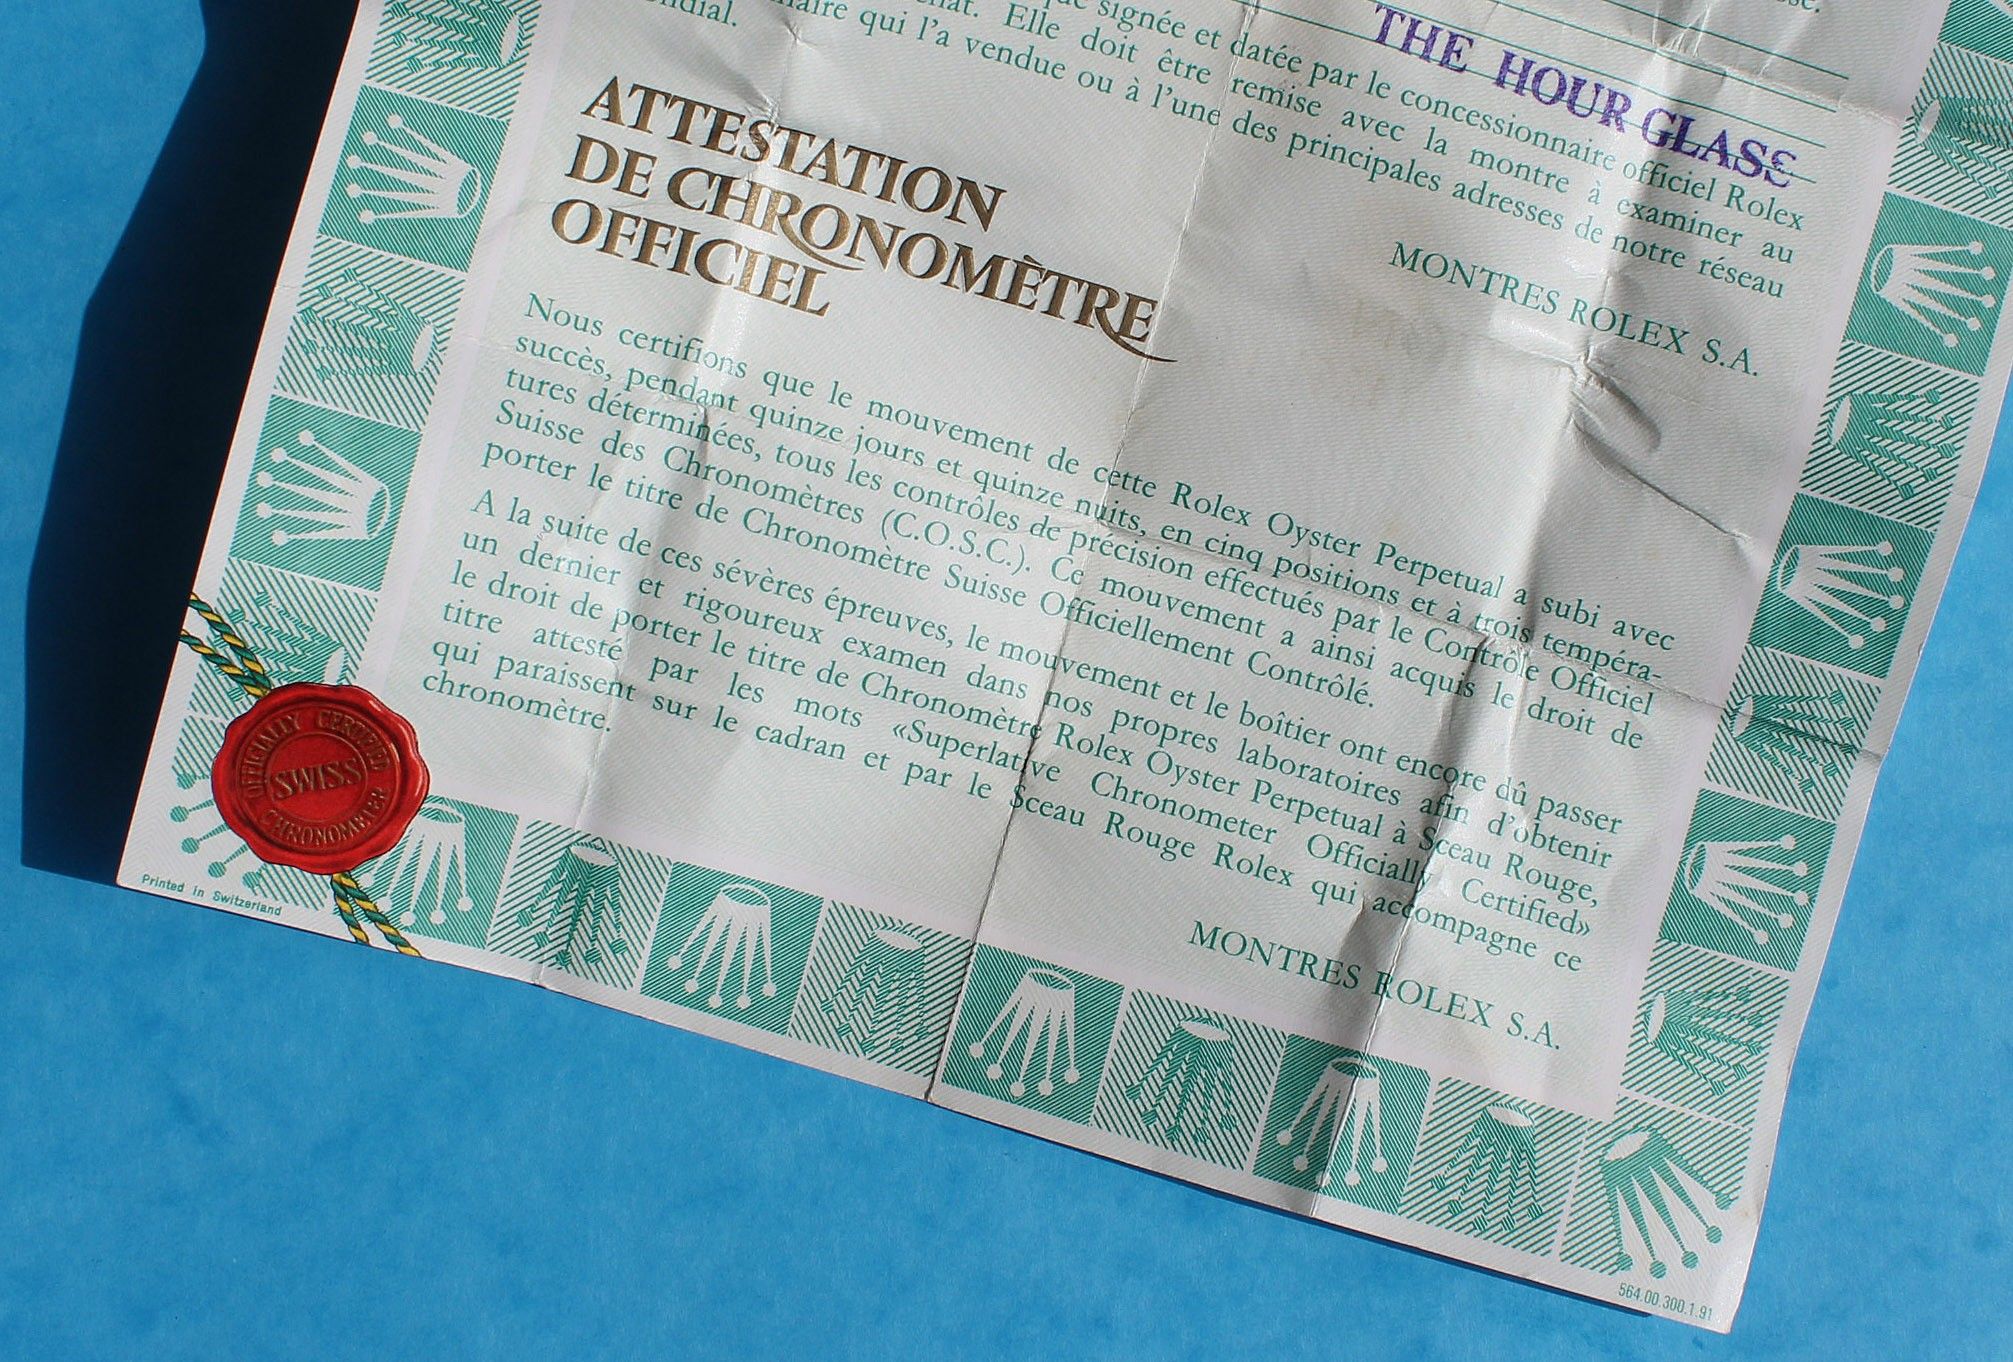 signée et datée par le concessionnaire officiel Rolex
qui l'a vendue. Elle doit être remise avec la montre à examiner au
ou à l'une des principales adresses de notre réseau
THE HOUR GLASS
MONTRES ROLEX S.A.
ATTESTATION
DE CHRONOMÈTRE
OFFICIEL
Nous certifions que le mouvement de cette Rolex Oyster Perpetual a subi avec
succès, pendant quinze jours et quinze nuits, en cinq positions et à trois tempéra-
tures déterminées, tous les contrôles de précision effectués par le Contrôle Officiel
Suisse des Chronomètres (C.O.S.C.). Ce mouvement a ainsi acquis le droit de
porter le titre de Chronomètre Suisse Officiellement Contrôlé.
A la suite de ces sévères épreuves, le mouvement et le boîtier ont encore dû passer
un dernier et rigoureux examen dans nos propres laboratoires afin d'obtenir
le droit de porter le titre de Chronomètre Rolex Oyster Perpetual à Sceau Rouge,
titre attesté par les mots «Superlative Chronometer Officially Certified»
qui paraissent sur le cadran et par le Sceau Rouge Rolex qui accompagne ce
chronomètre.
MONTRES ROLEX S.A.
OFFICIALLY CERTIFIED
SWISS
CHRONOMETER
Printed in Switzerland
564.00.300.1.91